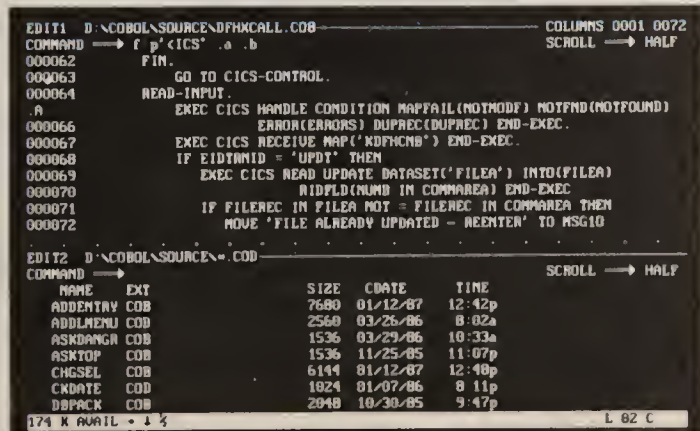 EDIT1 D:\COBOL\SOURCE\DFHXCALL.COB COLUMNS 0001 0072
COMMAND ⟹ f p'<ICS' .a .b SCROLL ⟹ HALF
000062 FIN.
000063 GO TO CICS-CONTROL.
000064 READ-INPUT.
.A EXEC CICS HANDLE CONDITION MAPFAIL(NOTMODF) NOTFND(NOTFOUND)
000066 ERROR(ERRORS) DUPREC(DUPREC) END-EXEC.
000067 EXEC CICS RECEIVE MAP('KDFHCMB') END-EXEC.
000068 IF EIDTRNID = 'UPDT' THEN
000069 EXEC CICS READ UPDATE DATASET('FILEA') INTO(FILEA)
000070 RIDFLD(NUMB IN COMMAREA) END-EXEC
000071 IF FILEREC IN FILEA NOT = FILEREC IN COMMAREA THEN
000072 MOVE 'FILE ALREADY UPDATED - REENTER' TO MSG10
EDIT2 D:\COBOL\SOURCE\*.COB
COMMAND ⟹ SCROLL ⟹ HALF
NAME EXT SIZE CDATE TIME
ADDENTRY COB 7680 01/12/87 12:42p
ADDLMENU COB 2560 03/26/86 8:02a
ASKDANGR COB 1536 03/29/86 10:33a
ASKTOP COB 1536 11/25/85 11:07p
CHGSEL COB 6144 01/12/87 12:48p
CKDATE COB 1024 01/07/86 8:11p
DBPACK COB 2048 10/30/85 9:47p
174 K AVAIL L 02 C